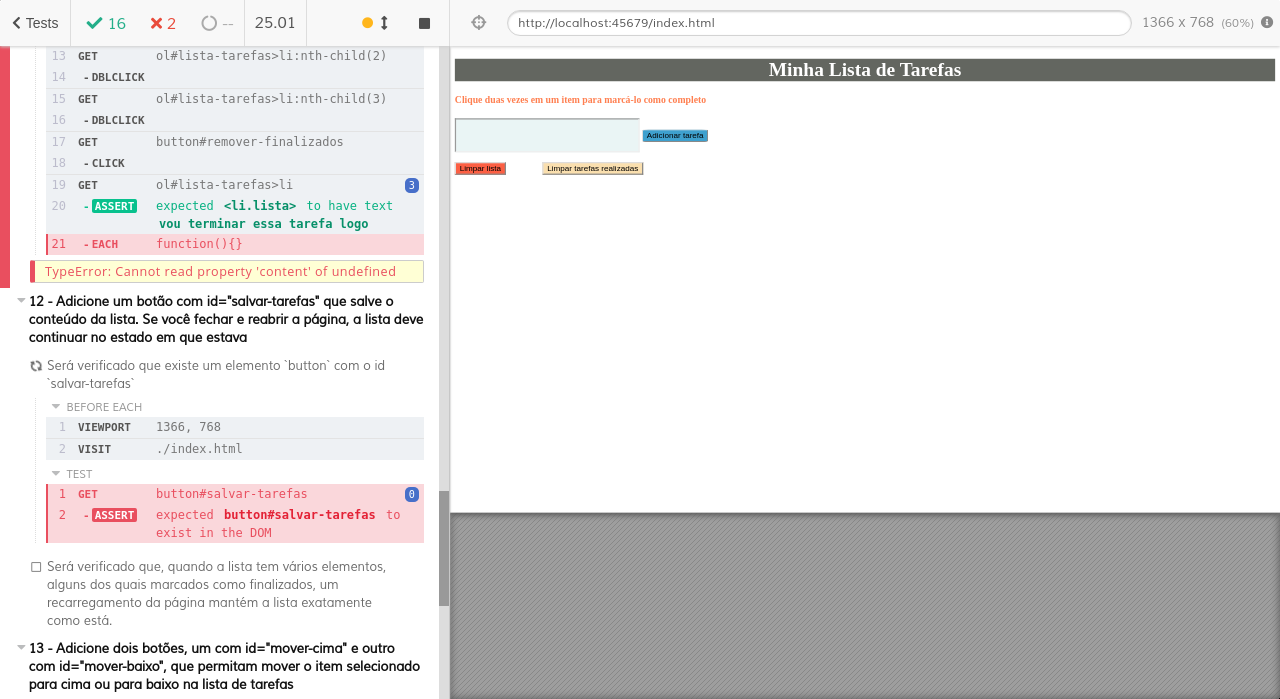 Tests
16
2
--
25.01
http://localhost:45679/index.html
1366 x 768 (60%)
13 GET ol#lista-tarefas>li:nth-child(2)
14 -DBLCLICK
15 GET ol#lista-tarefas>li:nth-child(3)
16 -DBLCLICK
17 GET button#remover-finalizados
18 -CLICK
19 GET ol#lista-tarefas>li 3
20 -ASSERT expected <li.lista> to have text
vou terminar essa tarefa logo
21 -EACH function(){}
TypeError: Cannot read property 'content' of undefined
12 - Adicione um botão com id="salvar-tarefas" que salve o
conteúdo da lista. Se você fechar e reabrir a página, a lista deve
continuar no estado em que estava
Será verificado que existe um elemento `button` com o id
`salvar-tarefas`
BEFORE EACH
1 VIEWPORT 1366, 768
2 VISIT ./index.html
TEST
1 GET button#salvar-tarefas 0
2 -ASSERT expected button#salvar-tarefas to
exist in the DOM
Será verificado que, quando a lista tem vários elementos,
alguns dos quais marcados como finalizados, um
recarregamento da página mantém a lista exatamente
como está.
13 - Adicione dois botões, um com id="mover-cima" e outro
com id="mover-baixo", que permitam mover o item selecionado
para cima ou para baixo na lista de tarefas
Minha Lista de Tarefas
Clique duas vezes em um item para marcá-lo como completo
Adicionar tarefa
Limpar lista
Limpar tarefas realizadas